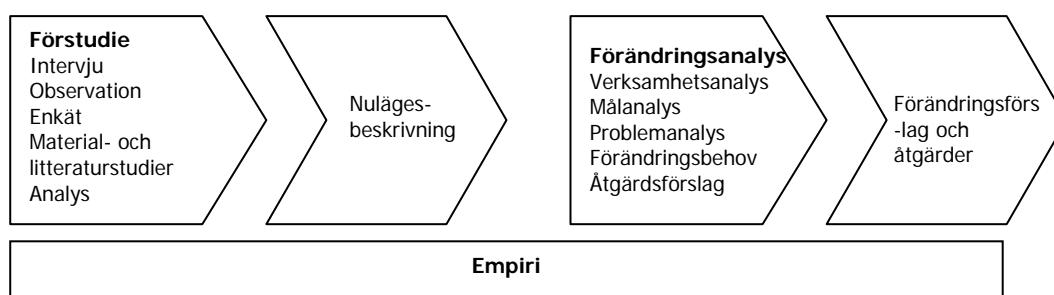 Förstudie
Intervju
Observation
Enkät
Material- och
litteraturstudier
Analys
Nuläges-
beskrivning
Förändringsanalys
Verksamhetsanalys
Målanalys
Problemanalys
Förändringsbehov
Åtgärdsförslag
Förändringsförs
-lag och
åtgärder
Empiri